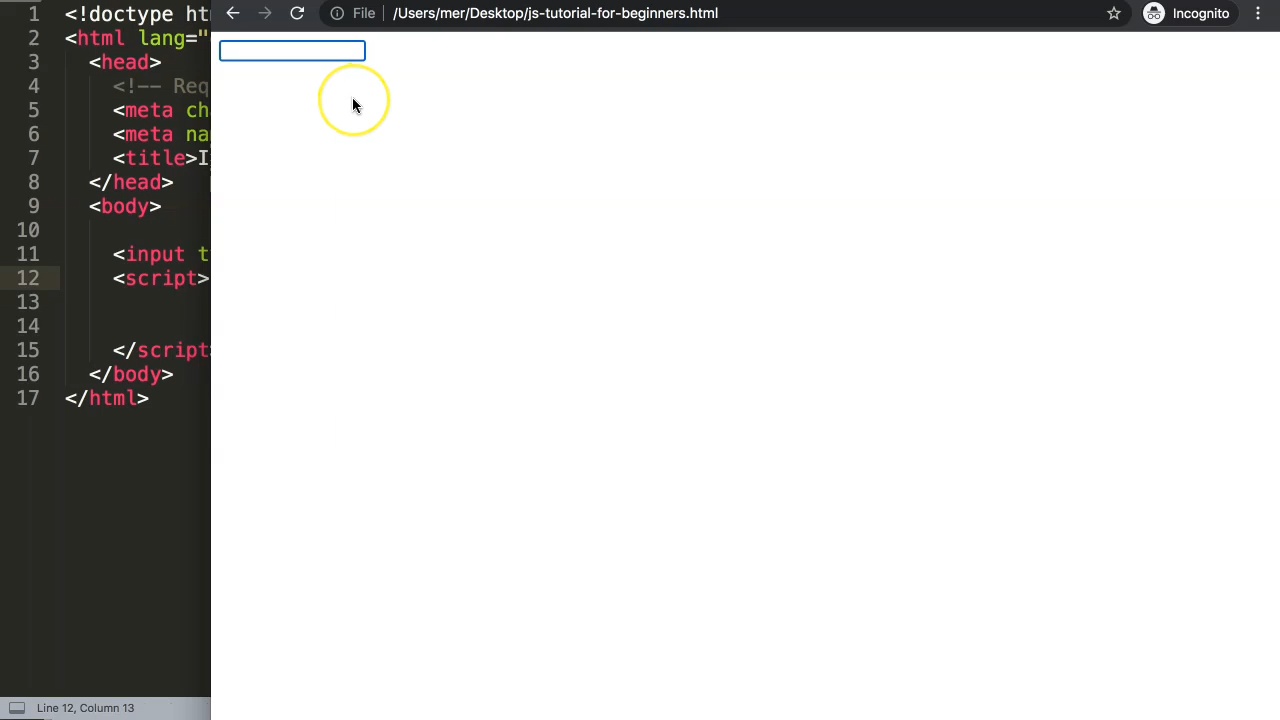 File /Users/mer/Desktop/js-tutorial-for-beginners.html Incognito
1 <!doctype ht
2 <html lang="
3 <head>
4 <!-- Req
5 <meta ch
6 <meta na
7 <title>I
8 </head>
9 <body>
10
11 <input t
12 <script>
13
14
15 </script>
16 </body>
17 </html>
Line 12, Column 13